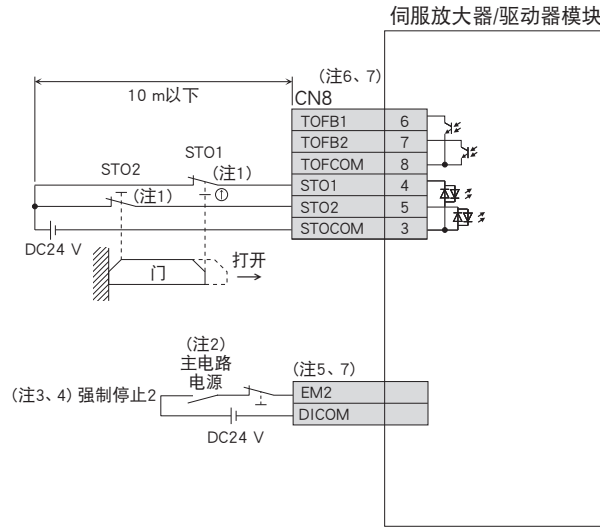 伺服放大器/驱动器模块
(注6、7)
10 m以下
CN8
TOFB1 6
TOFB2 7
TOFCOM 8
STO1 4
STO2 5
STOCOM 3
STO1
STO2
(注1)
(注1)
DC24 V
门
打开
(注2)
主电路
电源
(注5、7)
(注3、4) 强制停止2
EM2
DICOM
DC24 V